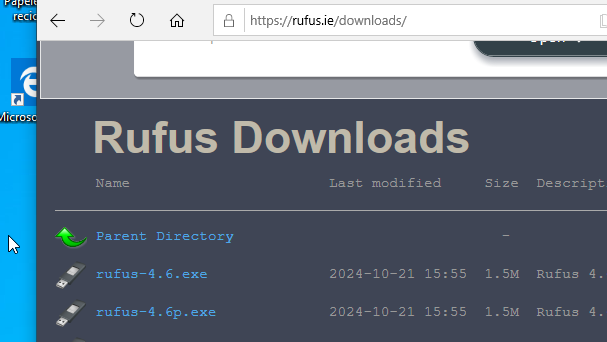 Papele
recic
https://rufus.ie/downloads/
Microso
Rufus Downloads
Name Last modified Size Descript
Parent Directory -
rufus-4.6.exe 2024-10-21 15:55 1.5M Rufus 4.
rufus-4.6p.exe 2024-10-21 15:55 1.5M Rufus 4.